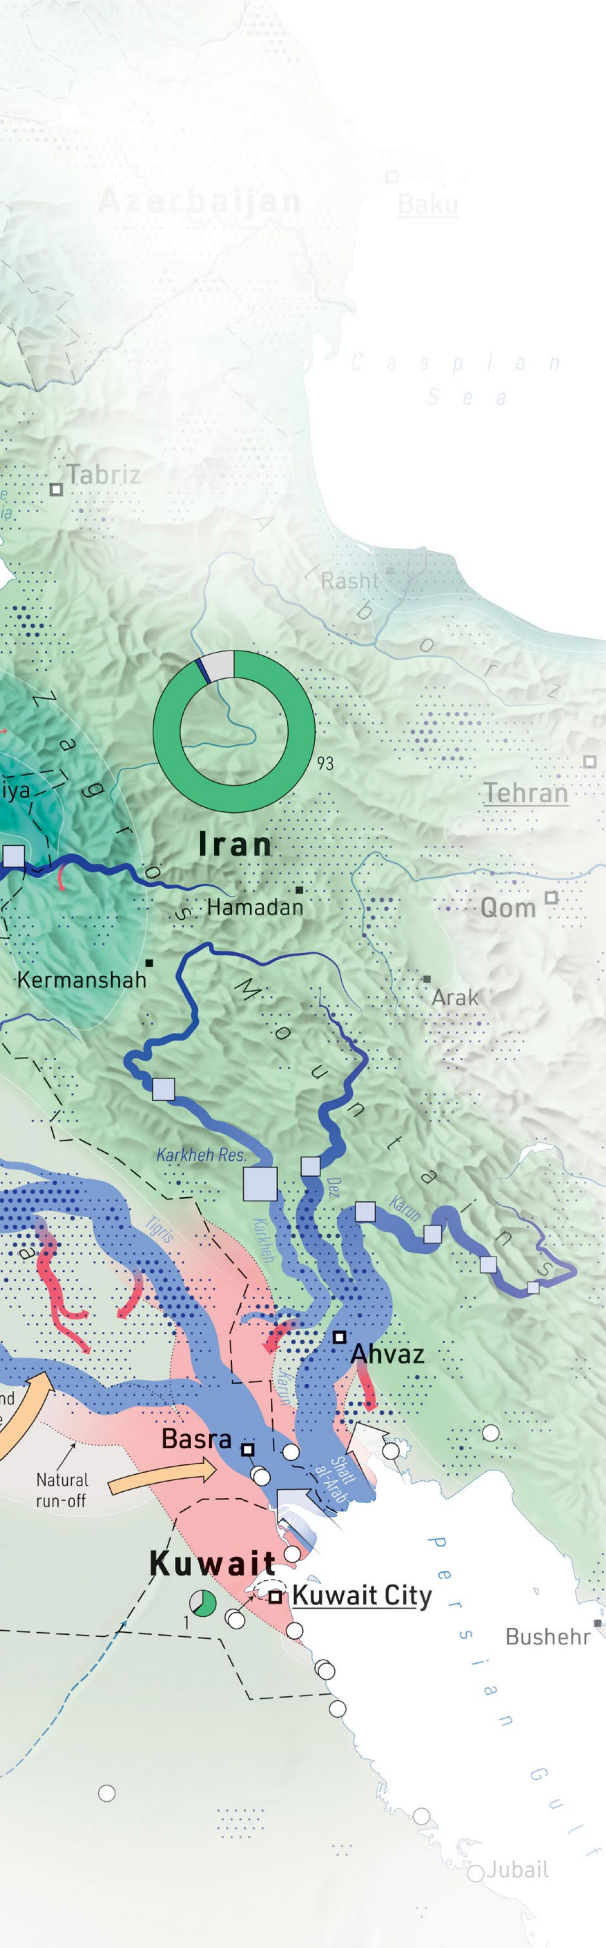 Azerbaijan
Baku
Caspian
Sea
Tabriz
Rasht
Alborz
Zagros
93
Tehran
iya
Iran
Hamadan
Qom
Kermanshah
Arak
Mountains
Karkheh Res.
Dez
Karun
Tigris
Karkheh
a
Ahvaz
Karun
nd
e
Basra
Shatt
al-Arab
Natural
run-off
Kuwait
Kuwait City
1
Persian Gulf
Bushehr
Jubail